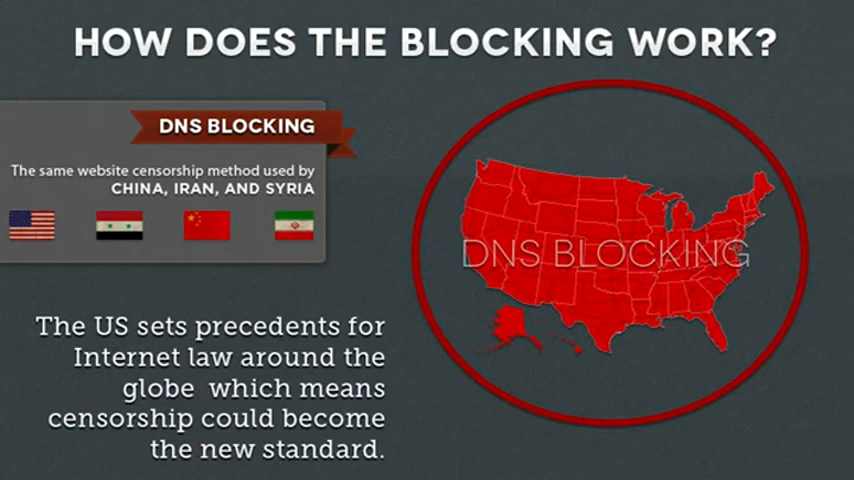 HOW DOES THE BLOCKING WORK?
DNS BLOCKING
The same website censorship method used by
CHINA, IRAN, AND SYRIA
DNS BLOCKING
The US sets precedents for
Internet law around the
globe which means
censorship could become
the new standard.